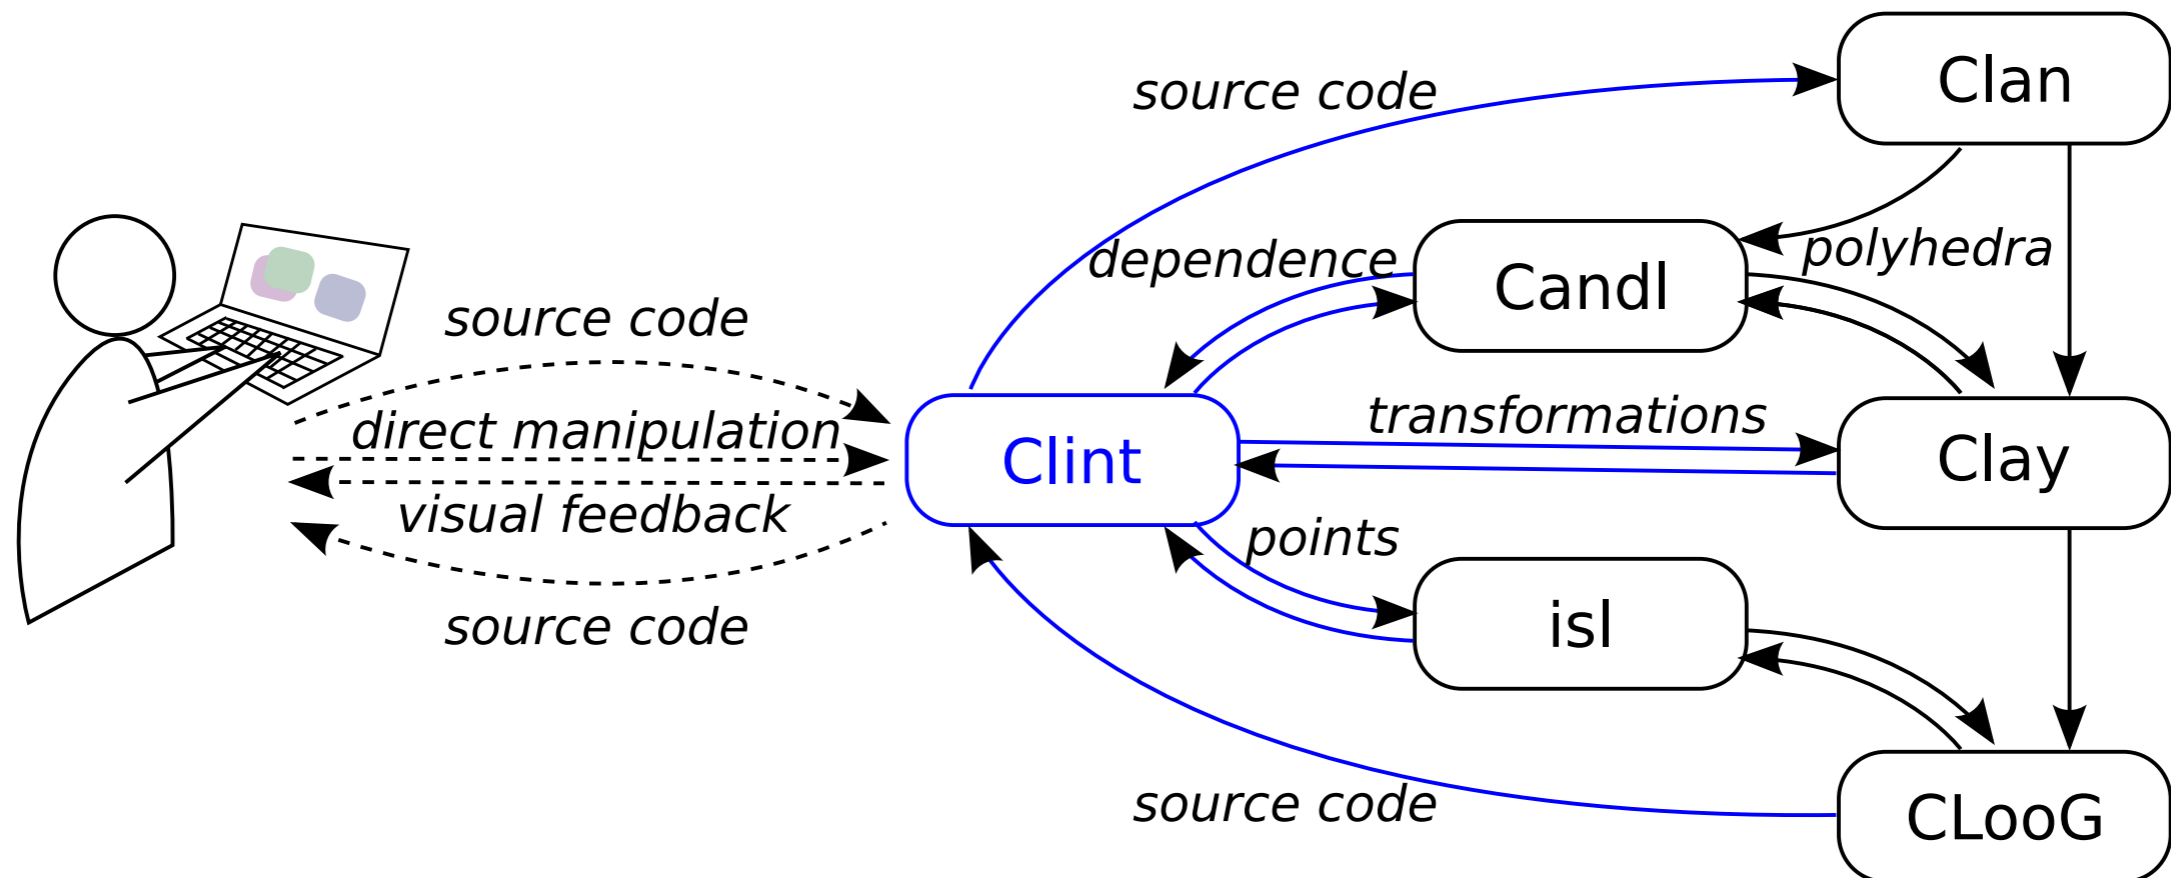 source code
Clan
dependence
Candl
polyhedra
source code
direct manipulation
visual feedback
source code
Clint
transformations
Clay
points
isl
source code
CLooG